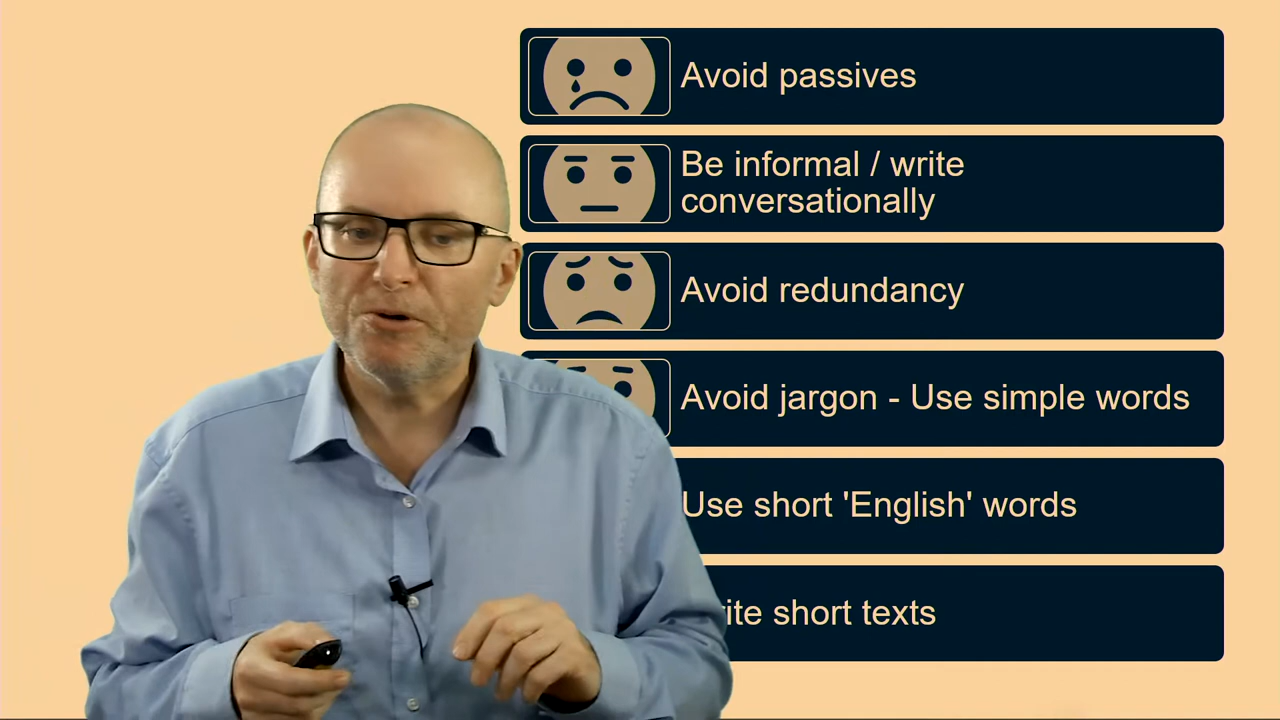 Avoid passives
Be informal / write
conversationally
Avoid redundancy
Avoid jargon - Use simple words
Use short 'English' words
short texts